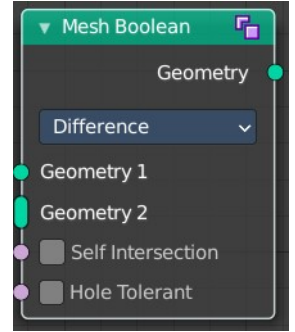 Mesh Boolean
Geometry
Difference
Geometry 1
Geometry 2
Self Intersection
Hole Tolerant